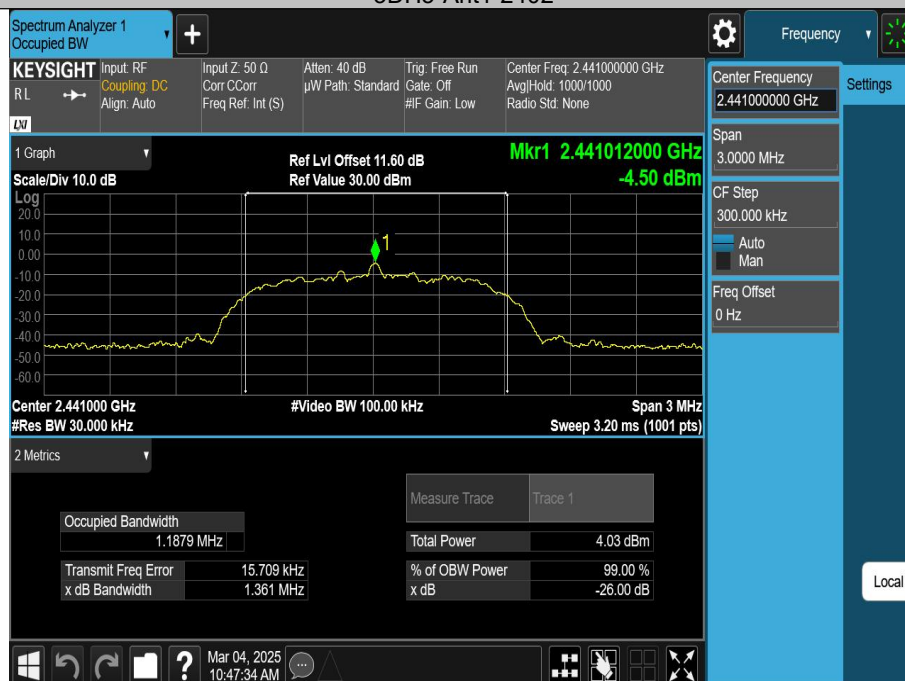 Spectrum Analyzer 1
Occupied BW
+
Frequency
KEYSIGHT
RL
LXI
Input: RF
Coupling: DC
Align: Auto
Input Z: 50 Ω
Corr CCorr
Freq Ref: Int (S)
Atten: 40 dB
µW Path: Standard
Trig: Free Run
Gate: Off
#IF Gain: Low
Center Freq: 2.441000000 GHz
Avg|Hold: 1000/1000
Radio Std: None
Center Frequency
2.441000000 GHz
Settings
Span
3.0000 MHz
CF Step
300.000 kHz
Auto
Man
Freq Offset
0 Hz
Local
1 Graph
Scale/Div 10.0 dB
Ref Lvl Offset 11.60 dB
Ref Value 30.00 dBm
Mkr1 2.441012000 GHz
-4.50 dBm
Log
20.0
10.0
0.00
-10.0
-20.0
-30.0
-40.0
-50.0
-60.0
1
Center 2.441000 GHz
#Res BW 30.000 kHz
#Video BW 100.00 kHz
Span 3 MHz
Sweep 3.20 ms (1001 pts)
2 Metrics
Measure Trace Trace 1
Occupied Bandwidth
1.1879 MHz
Total Power 4.03 dBm
Transmit Freq Error 15.709 kHz
% of OBW Power 99.00 %
x dB Bandwidth 1.361 MHz
x dB -26.00 dB
?
Mar 04, 2025
10:47:34 AM